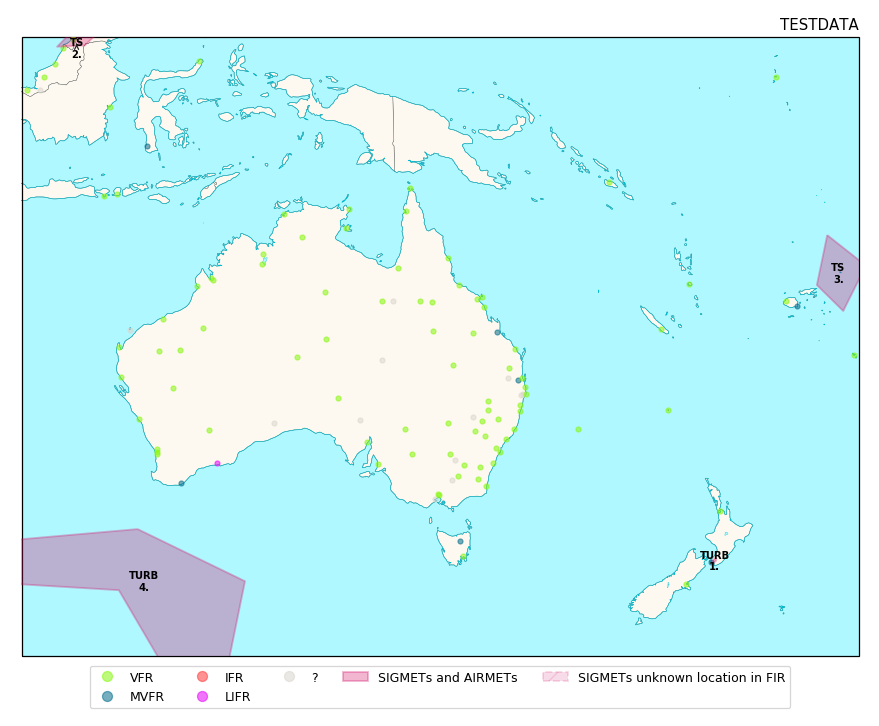 TESTDATA
TS
2.
TS
3.
TURB
1.
TURB
4.
VFR
IFR
?
SIGMETs and AIRMETs
SIGMETs unknown location in FIR
MVFR
LIFR